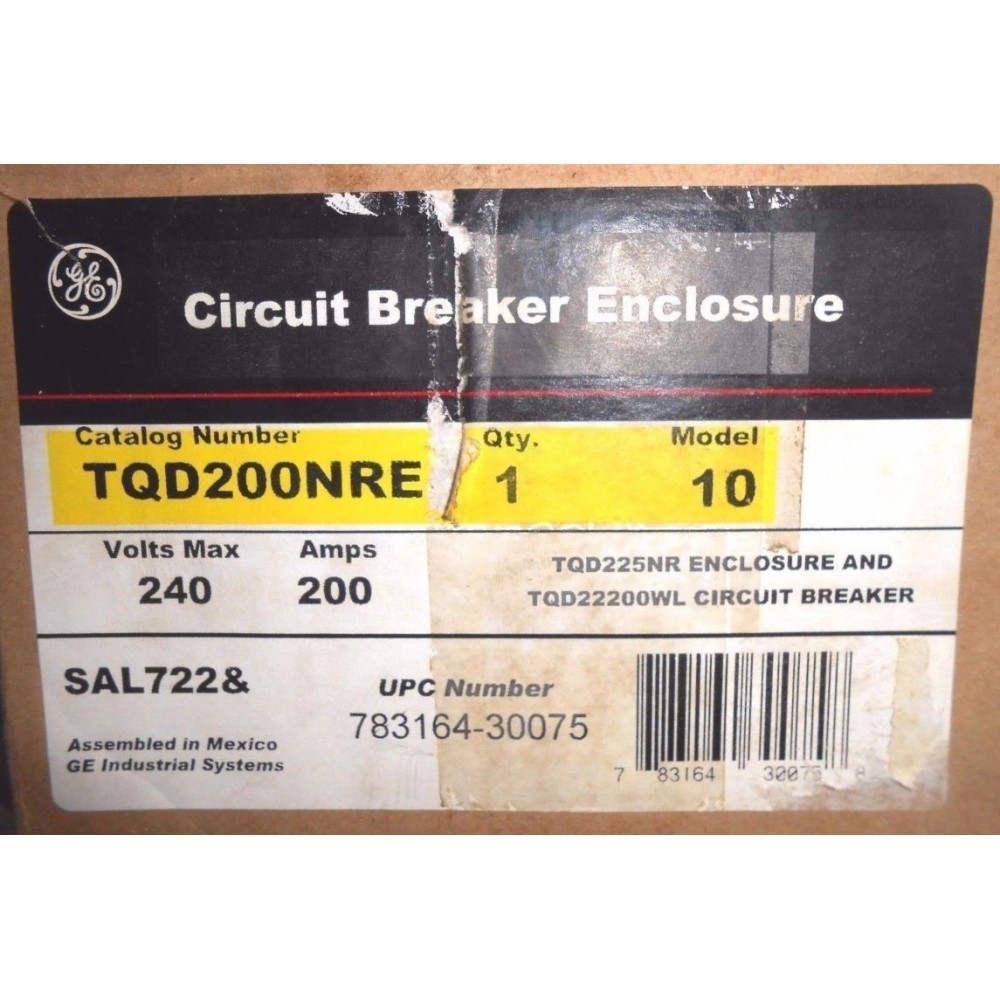 GE
Circuit Breaker Enclosure
Catalog Number Qty. Model
TQD200NRE 1 10
Volts Max Amps
240 200
TQD225NR ENCLOSURE AND
TQD22200WL CIRCUIT BREAKER
SAL722&
UPC Number
783164-30075
Assembled in Mexico
GE Industrial Systems
7 83164 30075 8